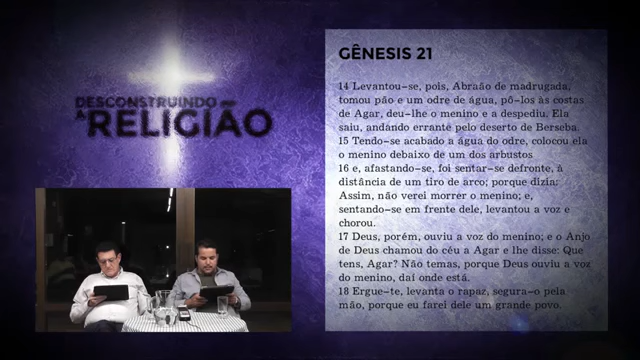 DESCONSTRUINDO
A RELIGIÃO
GÊNESIS 21
14 Levantou-se, pois, Abraão de madrugada,
tomou pão e um odre de água, pô-los às costas
de Agar, deu-lhe o menino e a despediu. Ela
saiu, andando errante pelo deserto de Berseba.
15 Tendo-se acabado a água do odre, colocou ela
o menino debaixo de um dos arbustos
16 e, afastando-se, foi sentar-se defronte, à
distância de um tiro de arco; porque dizia:
Assim, não verei morrer o menino; e,
sentando-se em frente dele, levantou a voz e
chorou.
17 Deus, porém, ouviu a voz do menino; e o Anjo
de Deus chamou do céu a Agar e lhe disse: Que
tens, Agar? Não temas, porque Deus ouviu a voz
do menino, daí onde está.
18 Ergue-te, levanta o rapaz, segura-o pela
mão, porque eu farei dele um grande povo.